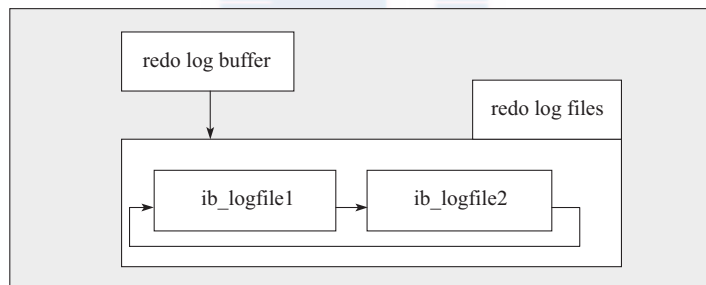 redo log buffer
redo log files
ib_logfile1
ib_logfile2